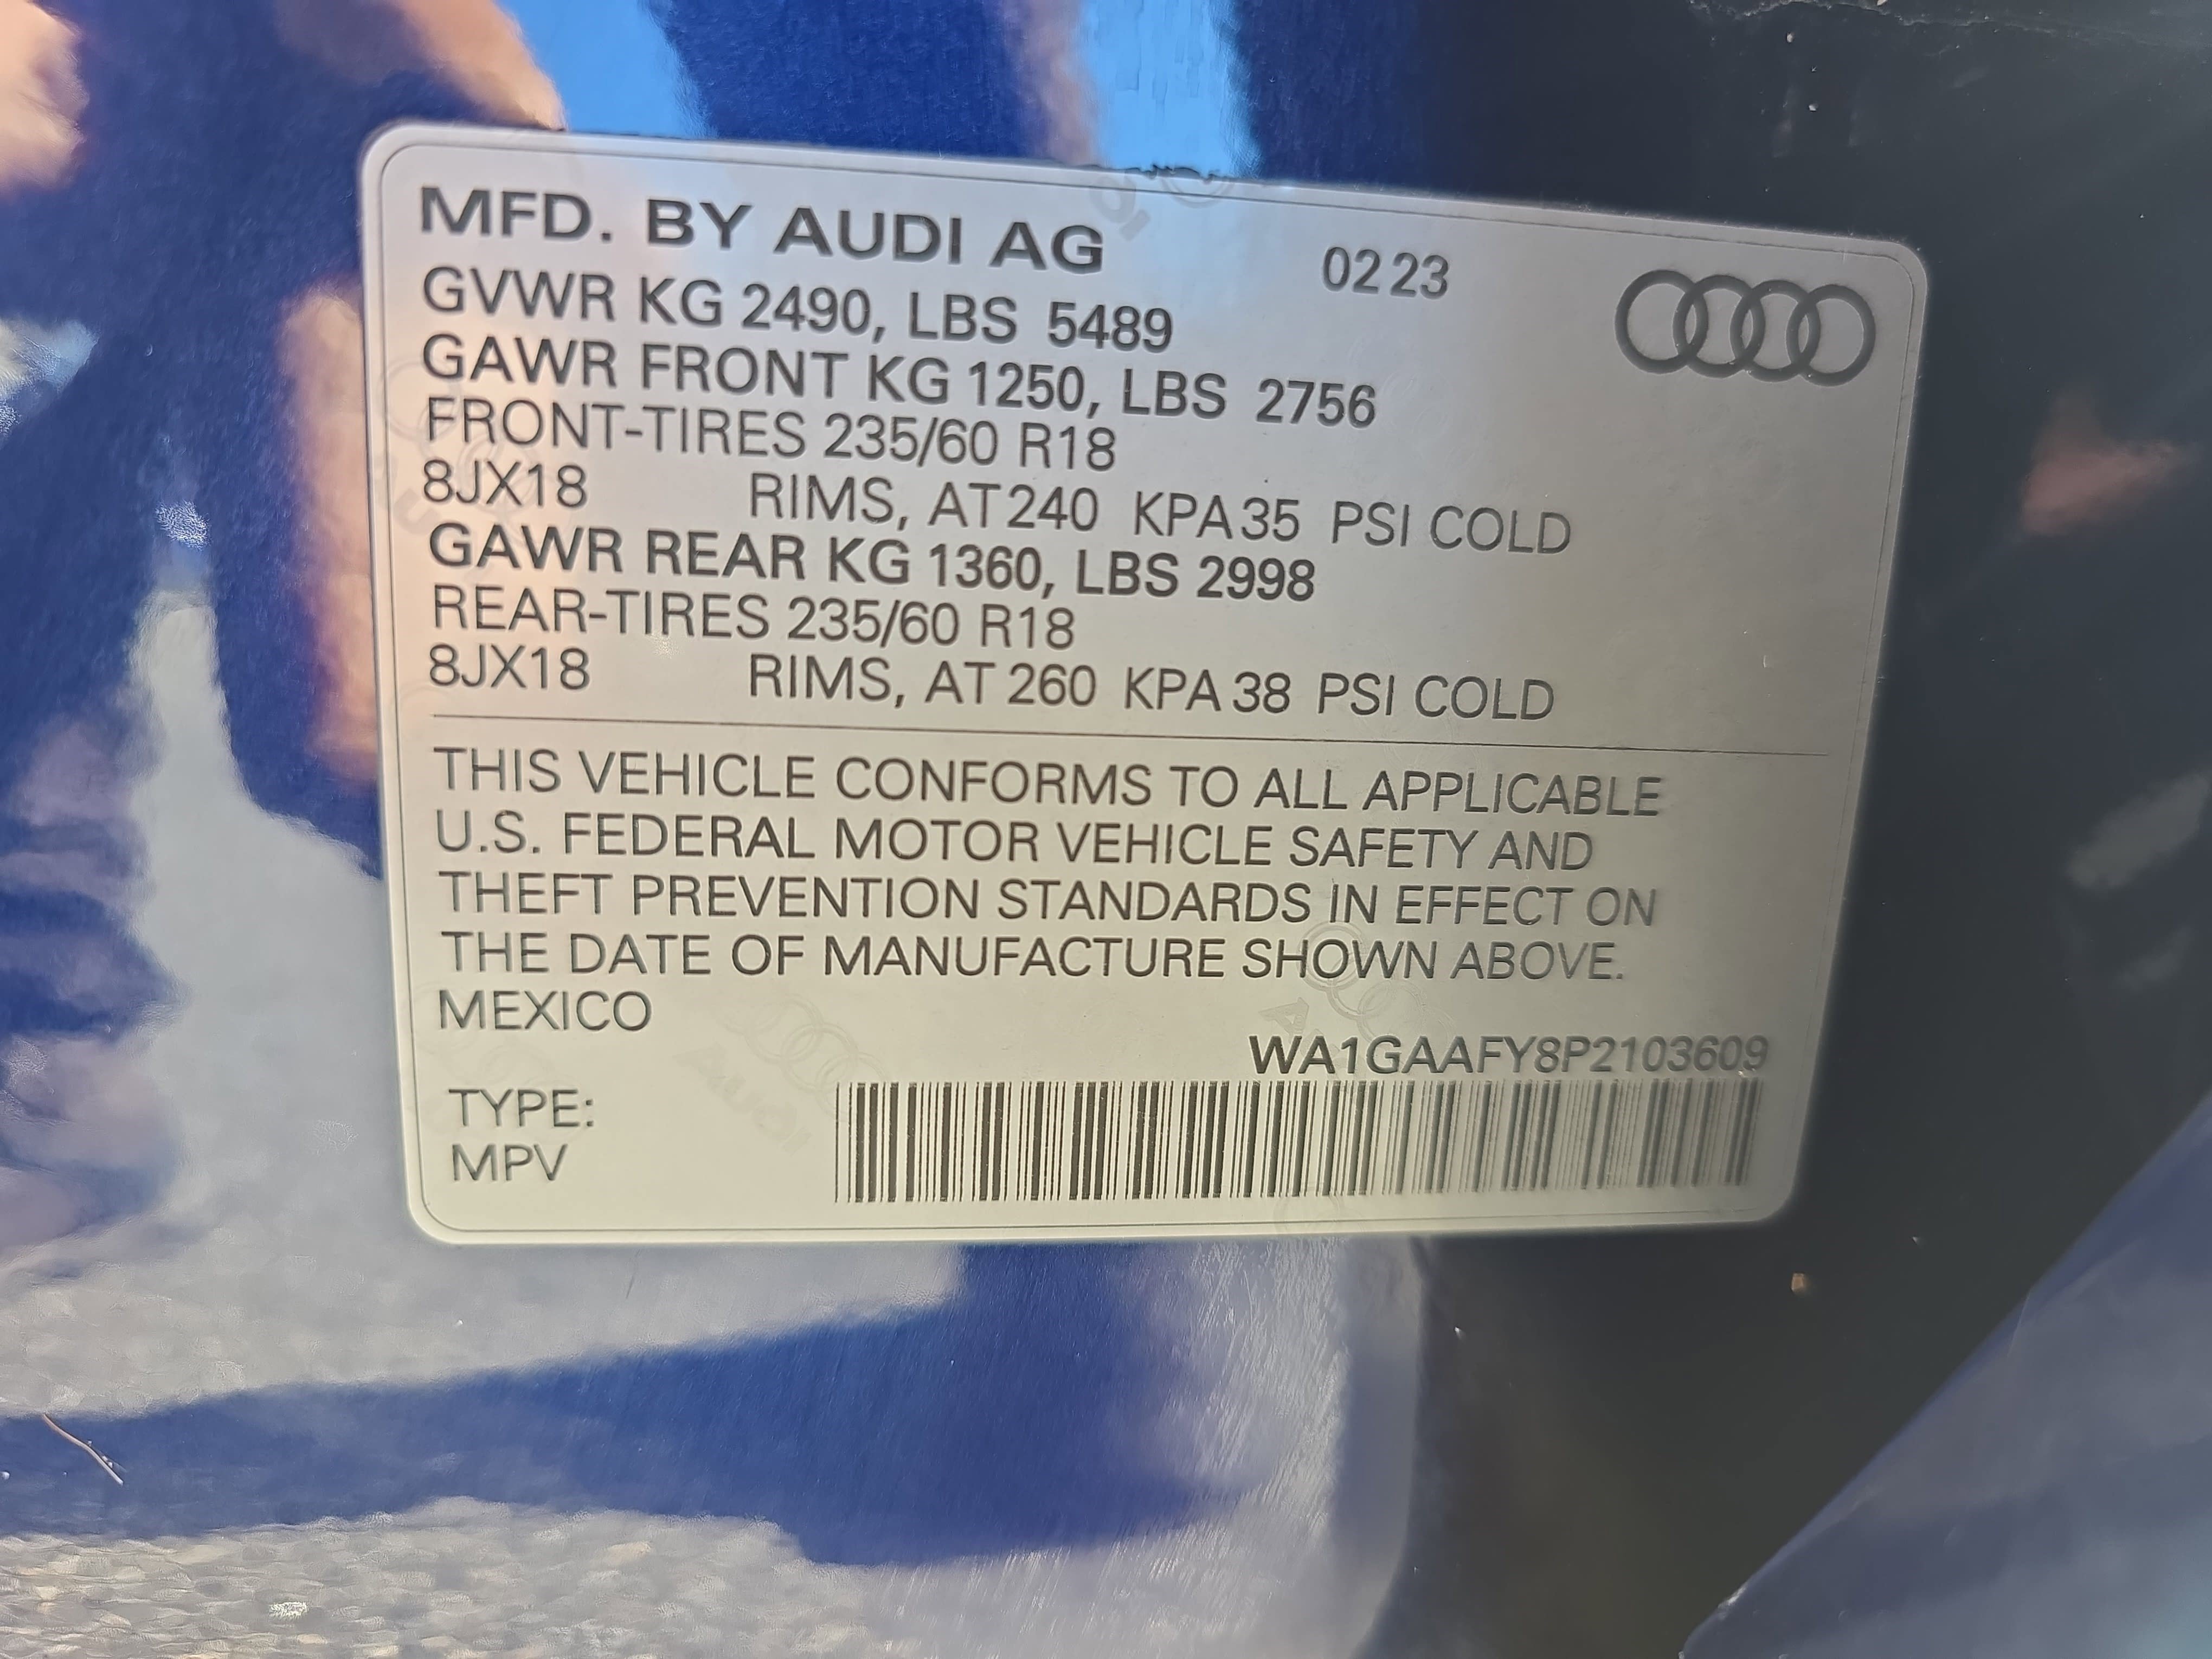 MFD. BY AUDI AG 02 23
GVWR KG 2490, LBS 5489
GAWR FRONT KG 1250, LBS 2756
FRONT-TIRES 235/60 R18
8JX18 RIMS, AT 240 KPA 35 PSI COLD
GAWR REAR KG 1360, LBS 2998
REAR-TIRES 235/60 R18
8JX18 RIMS, AT 260 KPA 38 PSI COLD
THIS VEHICLE CONFORMS TO ALL APPLICABLE
U.S. FEDERAL MOTOR VEHICLE SAFETY AND
THEFT PREVENTION STANDARDS IN EFFECT ON
THE DATE OF MANUFACTURE SHOWN ABOVE.
MEXICO
WA1GAAFY8P2103609
TYPE:
MPV
Audi